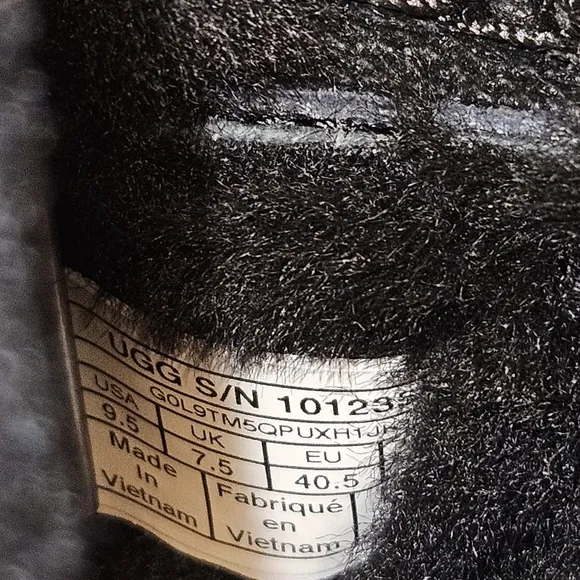 UGG S/N 10123
G0L9TM5QPUXH1J
USA UK EU
9.5 7.5 40.5
Made In Vietnam
Fabriqué en Vietnam